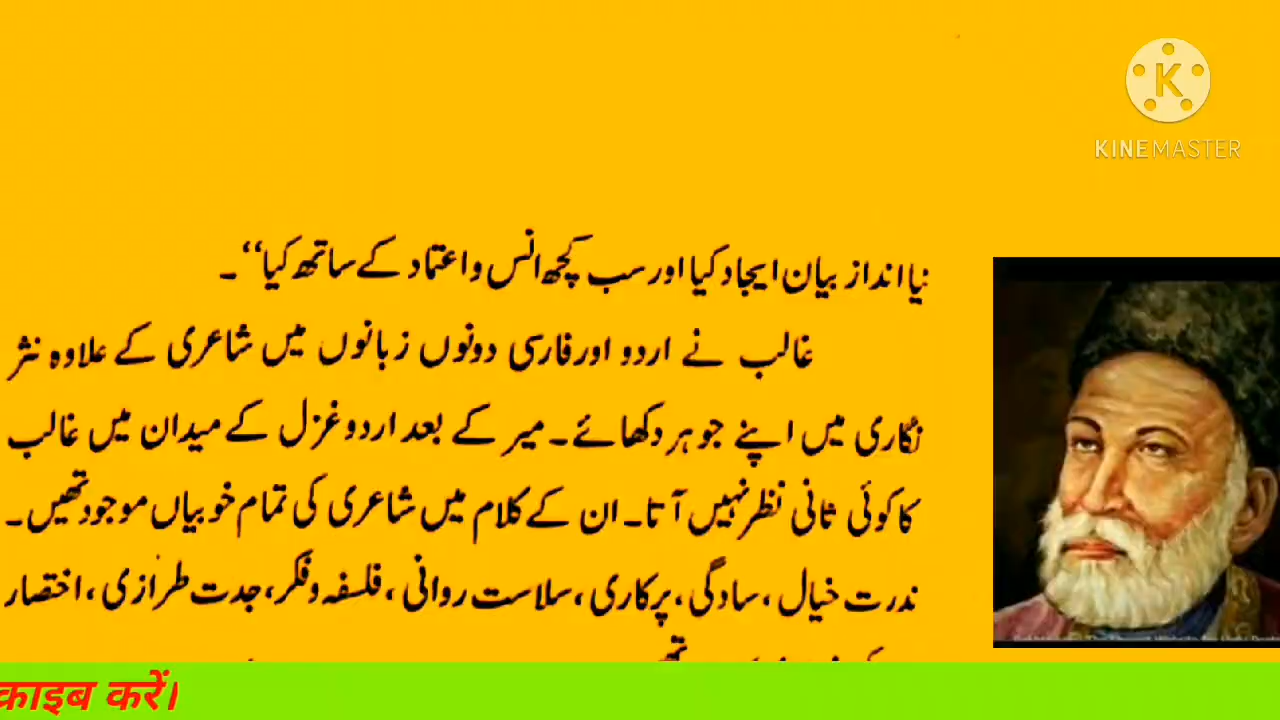 KINEMASTER
نیا انداز بیان ایجاد کیا اور سب کچھ انس و اعتماد کے ساتھ کیا‘‘۔
غالب نے اردو اور فارسی دونوں زبانوں میں شاعری کے علاوہ نثر
نگاری میں اپنے جوہر دکھائے۔ میر کے بعد اردو غزل کے میدان میں غالب
کا کوئی ثانی نظر نہیں آتا۔ ان کے کلام میں شاعری کی تمام خوبیاں موجود تھیں۔
ندرت خیال، سادگی، پرکاری، سلاست روانی، فلسفہ و فکر، جدت طرازی، اختصار
काइब करें।